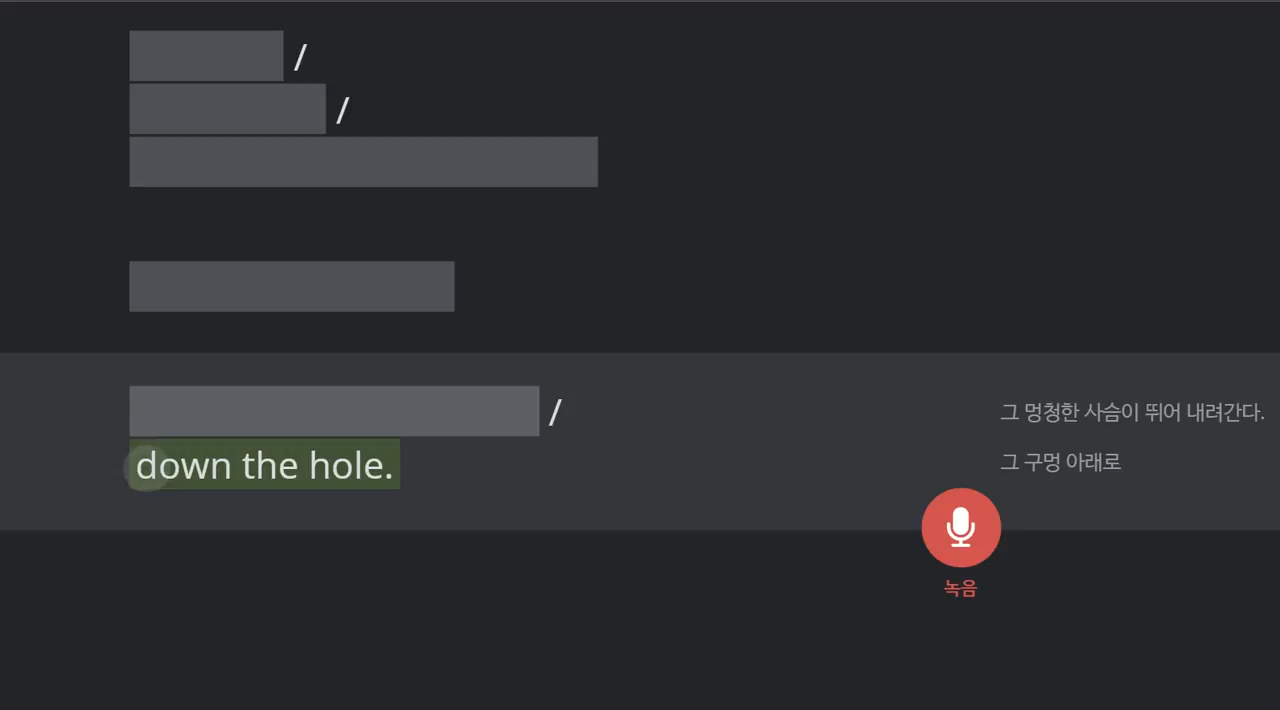 /
/
/
그 멍청한 사슴이 뛰어 내려간다.
down the hole.
그 구멍 아래로
녹음